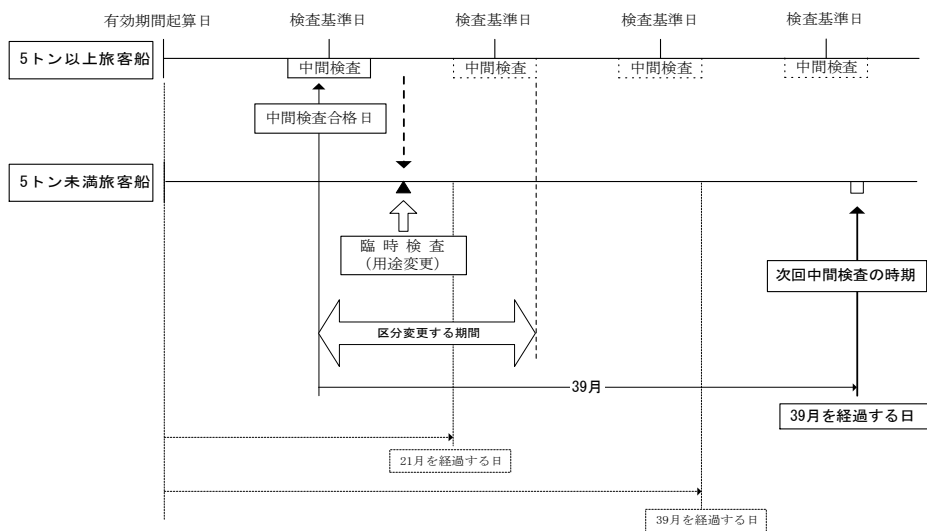 有効期間起算日
検査基準日
検査基準日
検査基準日
検査基準日
5トン以上旅客船
中間検査
中間検査
中間検査
中間検査
中間検査合格日
5トン未満旅客船
臨時検査
(用途変更)
次回中間検査の時期
区分変更する期間
39月
39月を経過する日
21月を経過する日
39月を経過する日